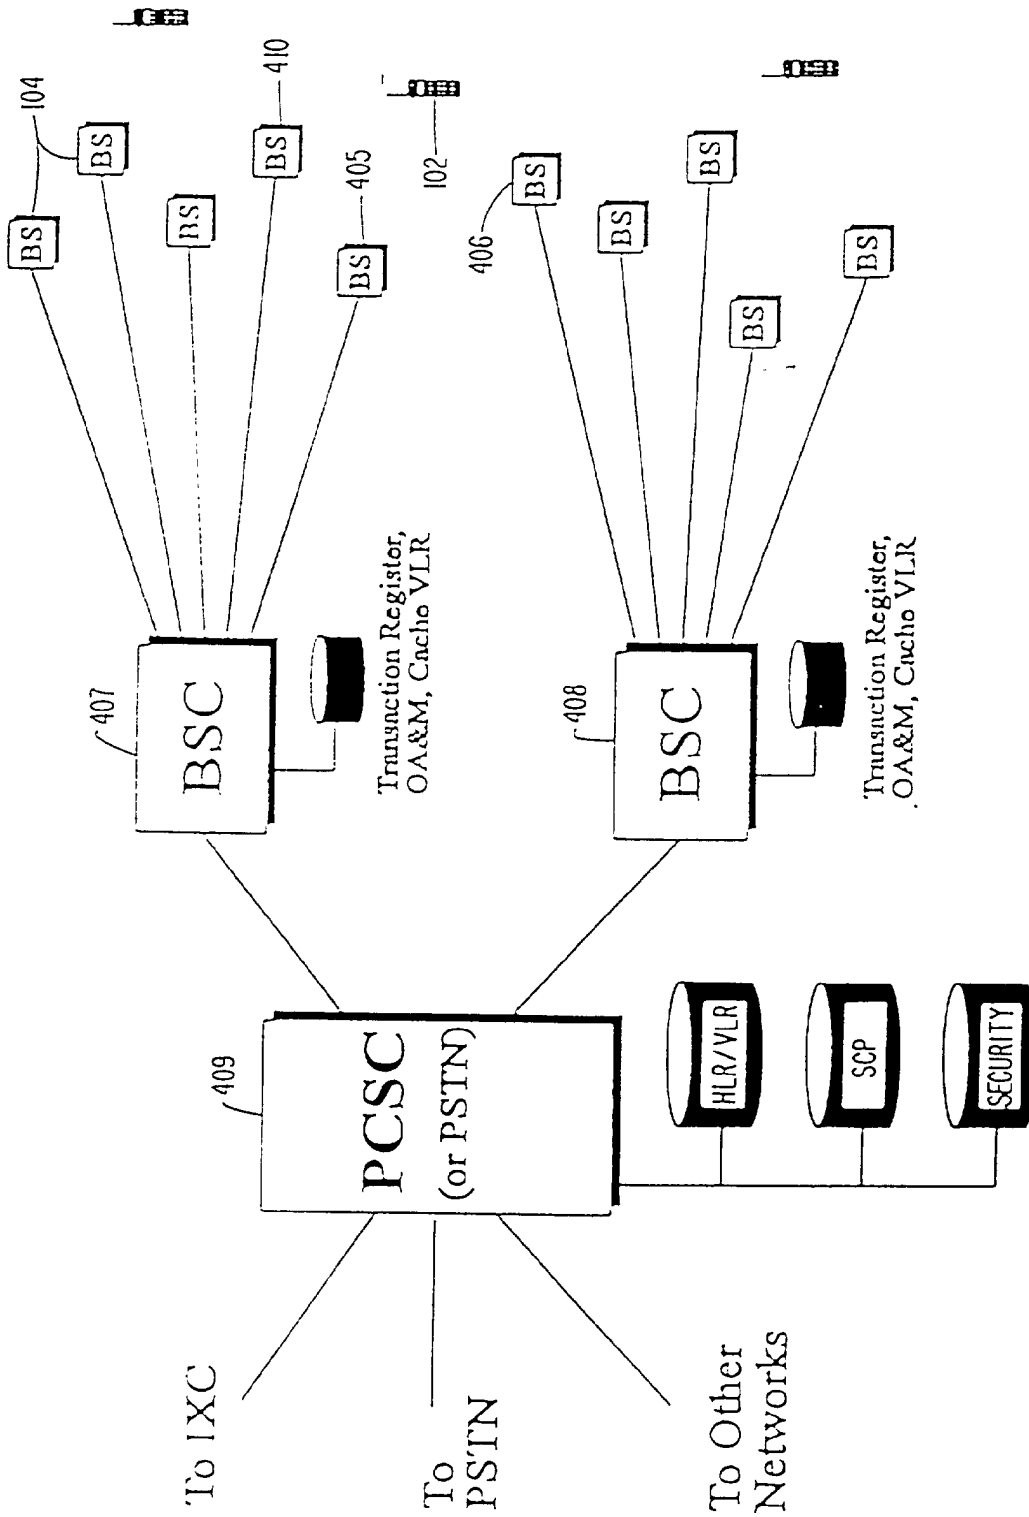 To IXC
To
PSTN
To Other
Networks
409
PCSC
(or PSTN)
HLR/VLR
SCP
SECURITY
407
BSC
Transaction Register,
OA&M, Cache VLR
408
BSC
Transaction Register,
OA&M, Cache VLR
104
BS
BS
BS
BS
410
BS
405
102
406
BS
BS
BS
BS
BS